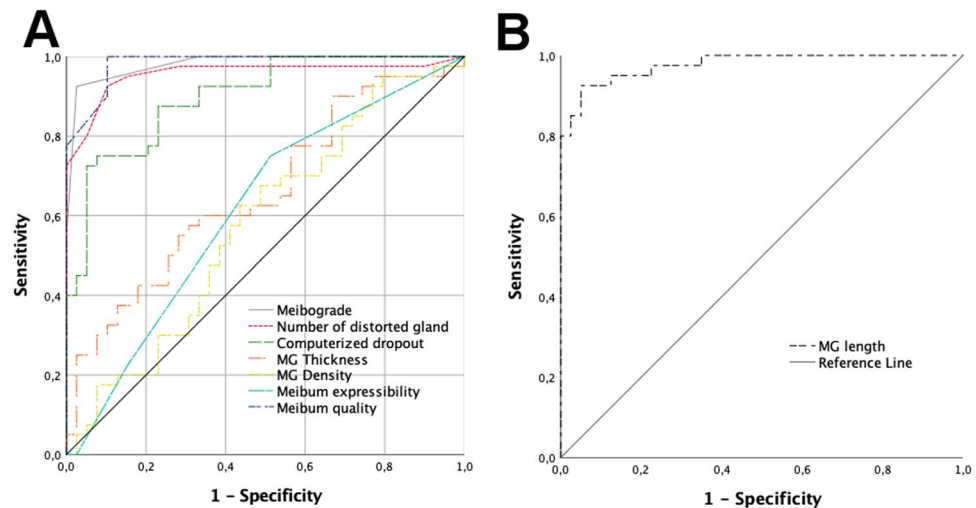 A
B
1,0
0,8
0,6
0,4
0,2
0,0
Sensitivity
Meibograde
Number of distorted gland
Computerized dropout
MG Thickness
MG Density
Meibum expressibility
Meibum quality
0,0 0,2 0,4 0,6 0,8 1,0
1 – Specificity
1,0
0,8
0,6
0,4
0,2
0,0
Sensitivity
MG length
Reference Line
0,0 0,2 0,4 0,6 0,8 1,0
1 – Specificity